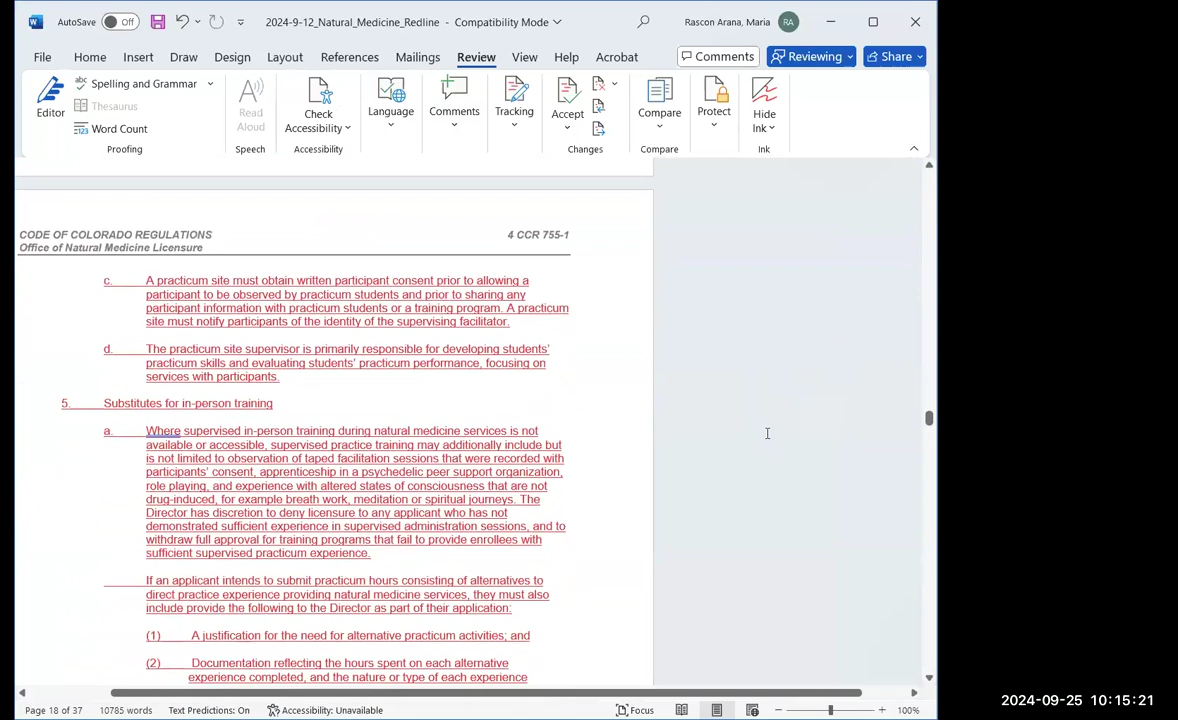 AutoSave Off 2024-9-12_Natural_Medicine_Redline - Compatibility Mode Rascon Arana, Maria RA
File Home Insert Draw Design Layout References Mailings Review View Help Acrobat Comments Reviewing Share
Editor
abc Spelling and Grammar
Thesaurus
123 Word Count
Proofing
Read
Aloud
Speech
Check
Accessibility
Accessibility
Language
Comments
Tracking
Accept
Changes
Compare
Compare
Protect
Hide
Ink
Ink
CODE OF COLORADO REGULATIONS 4 CCR 755-1
Office of Natural Medicine Licensure
c. A practicum site must obtain written participant consent prior to allowing a
participant to be observed by practicum students and prior to sharing any
participant information with practicum students or a training program. A practicum
site must notify participants of the identity of the supervising facilitator.
d. The practicum site supervisor is primarily responsible for developing students'
practicum skills and evaluating students' practicum performance, focusing on
services with participants.
5. Substitutes for in-person training
a. Where supervised in-person training during natural medicine services is not
available or accessible, supervised practice training may additionally include but
is not limited to observation of taped facilitation sessions that were recorded with
participants' consent, apprenticeship in a psychedelic peer support organization,
role playing, and experience with altered states of consciousness that are not
drug-induced, for example breath work, meditation or spiritual journeys. The
Director has discretion to deny licensure to any applicant who has not
demonstrated sufficient experience in supervised administration sessions, and to
withdraw full approval for training programs that fail to provide enrollees with
sufficient supervised practicum experience.
If an applicant intends to submit practicum hours consisting of alternatives to
direct practice experience providing natural medicine services, they must also
include provide the following to the Director as part of their application:
(1) A justification for the need for alternative practicum activities; and
(2) Documentation reflecting the hours spent on each alternative
experience completed, and the nature or type of each experience
Page 18 of 37 10785 words Text Predictions: On Accessibility: Unavailable Focus 100%
2024-09-25 10:15:21